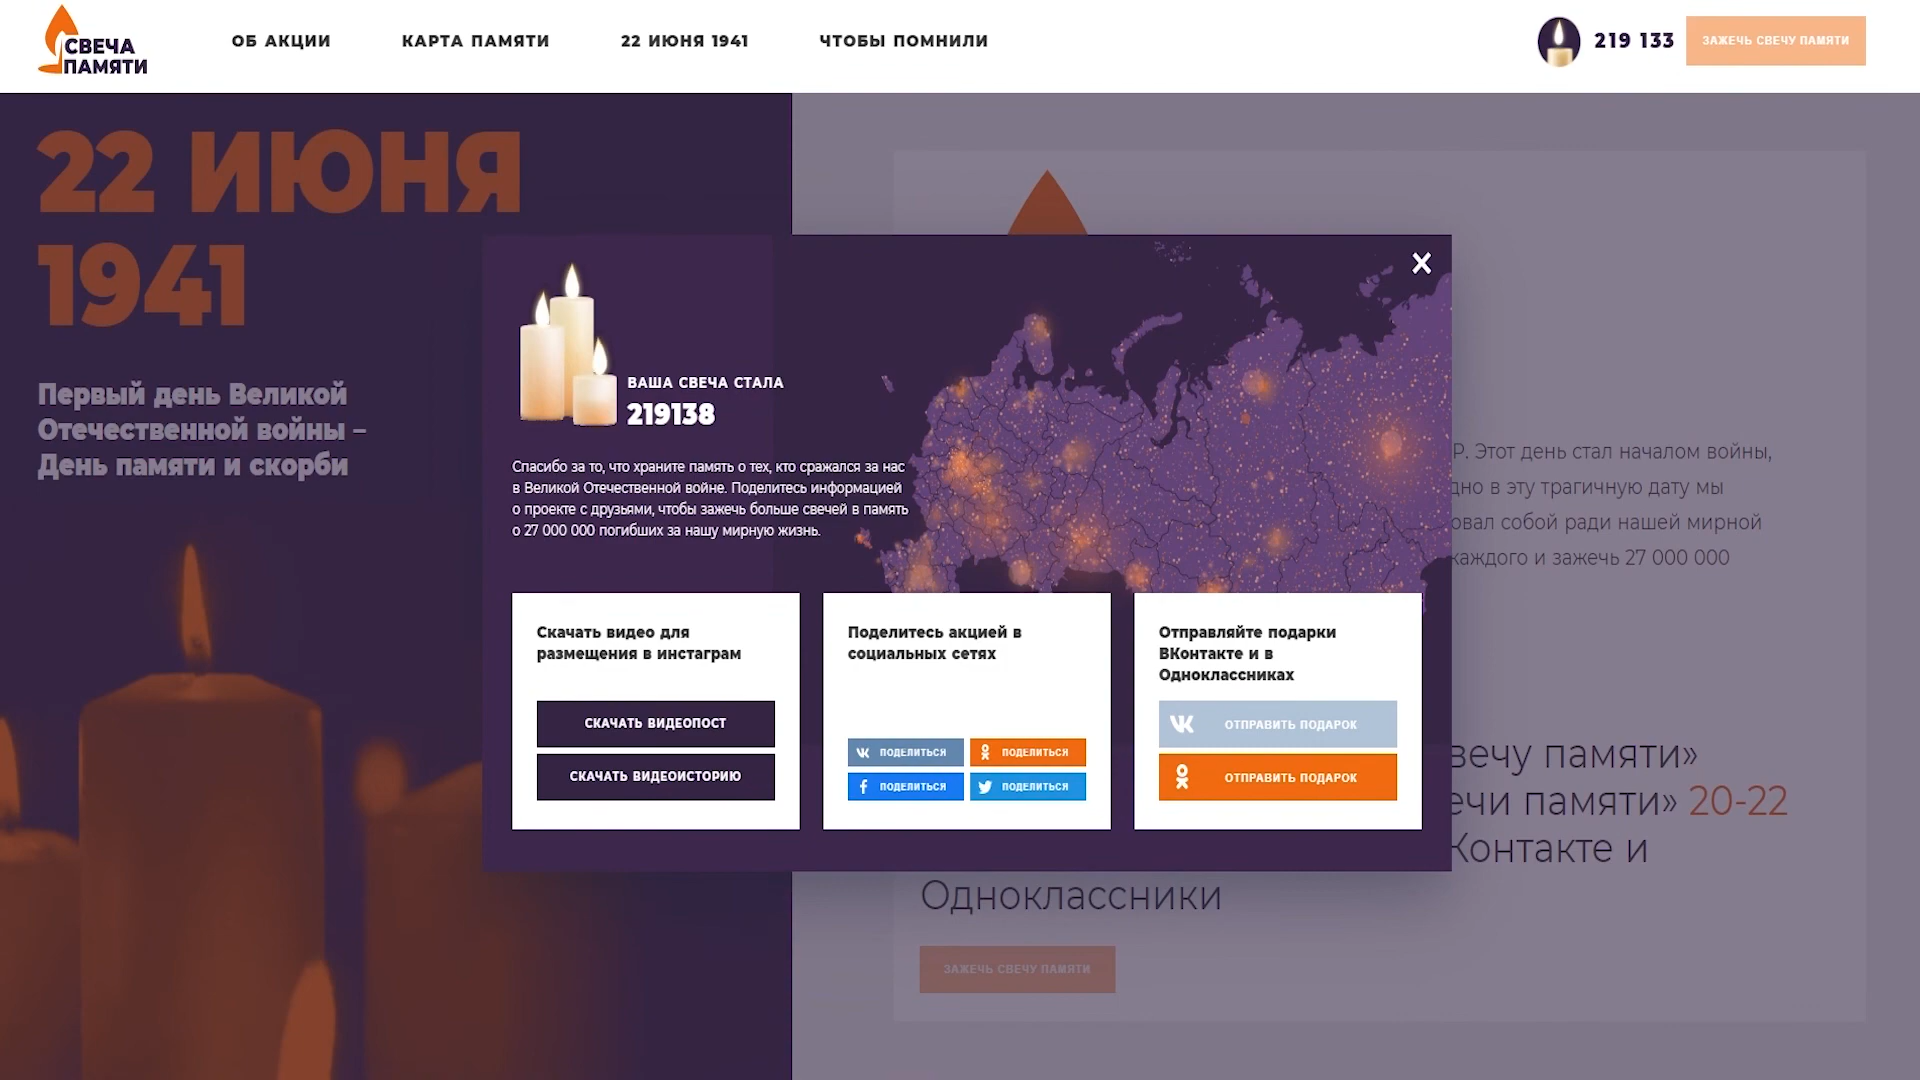 СВЕЧА
ПАМЯТИ
ОБ АКЦИИ
КАРТА ПАМЯТИ
22 ИЮНЯ 1941
ЧТОБЫ ПОМНИЛИ
219 133
ЗАЖЕЧЬ СВЕЧУ ПАМЯТИ
22 ИЮНЯ
1941
Первый день Великой
Отечественной войны –
День памяти и скорби
ВАША СВЕЧА СТАЛА
219138
Спасибо за то, что храните память о тех, кто сражался за нас
в Великой Отечественной войне. Поделитесь информацией
о проекте с друзьями, чтобы зажечь больше свечей в память
о 27 000 000 погибших за нашу мирную жизнь.
Скачать видео для
размещения в инстаграм
СКАЧАТЬ ВИДЕОПОСТ
СКАЧАТЬ ВИДЕОИСТОРИЮ
Поделитесь акцией в
социальных сетях
ПОДЕЛИТЬСЯ
ПОДЕЛИТЬСЯ
ПОДЕЛИТЬСЯ
ПОДЕЛИТЬСЯ
Отправляйте подарки
ВКонтакте и в
Одноклассниках
ОТПРАВИТЬ ПОДАРОК
ОТПРАВИТЬ ПОДАРОК
Р. Этот день стал началом войны,
дно в эту трагичную дату мы
овал собой ради нашей мирной
каждого и зажечь 27 000 000
вечу памяти»
ечи памяти» 20-22
Контакте и
Одноклассники
ЗАЖЕЧЬ СВЕЧУ ПАМЯТИ